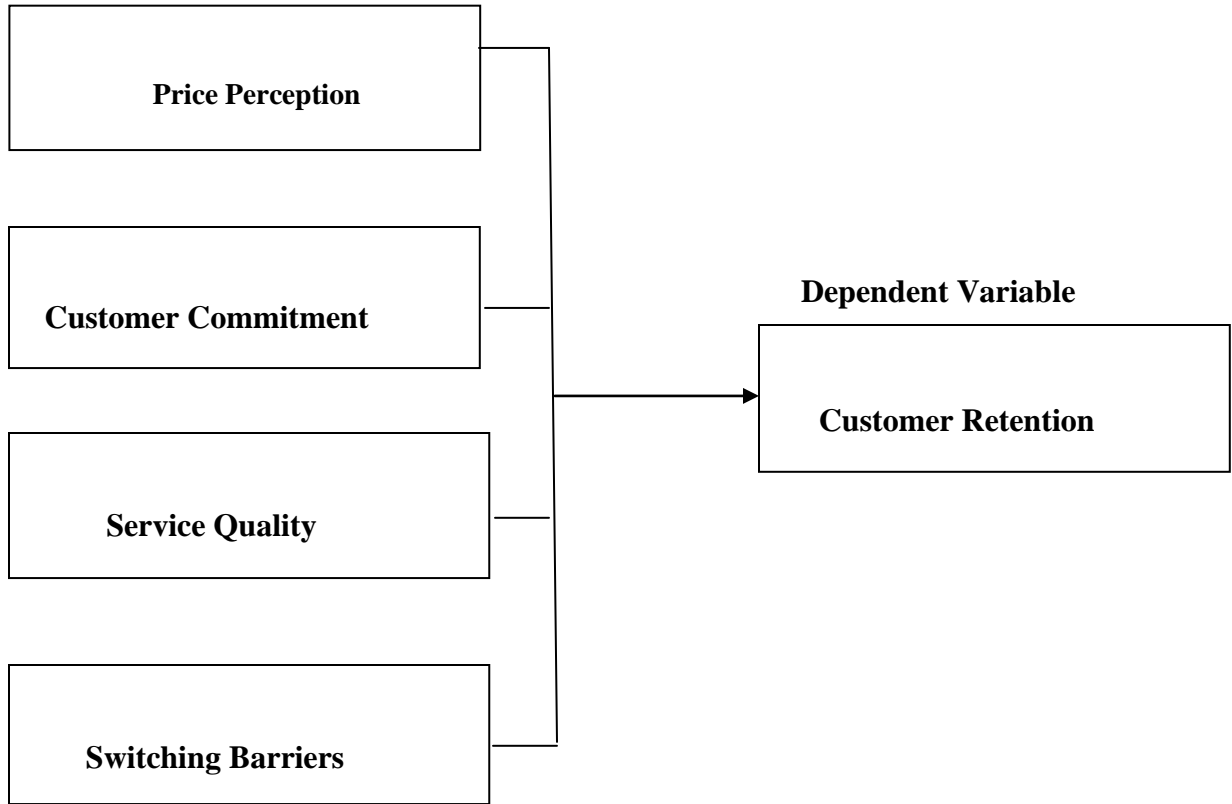 Price Perception
Customer Commitment
Dependent Variable
Customer Retention
Service Quality
Switching Barriers